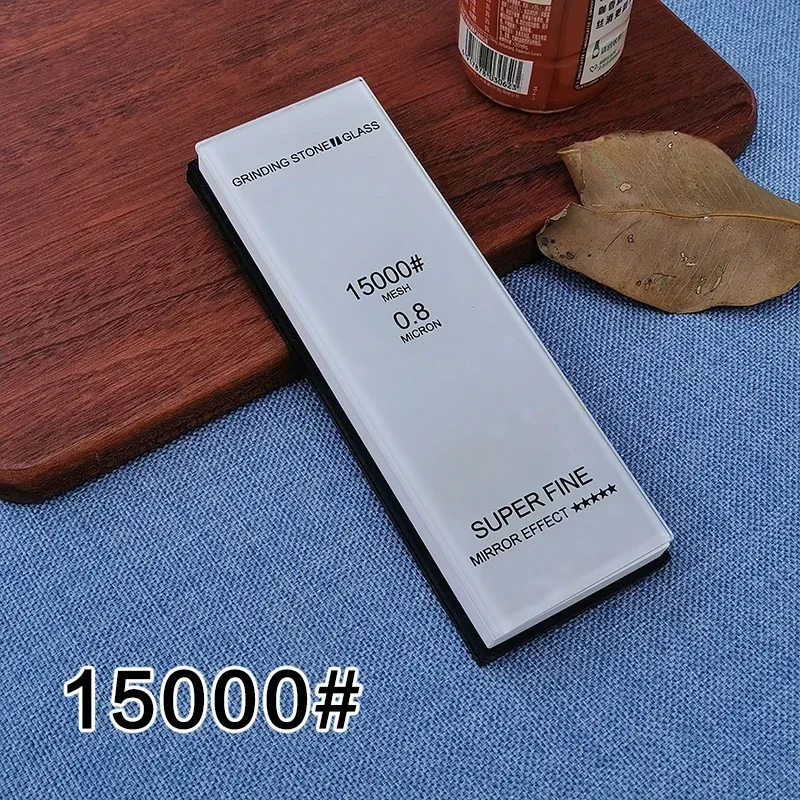 GRINDING STONE GLASS
15000#
MESH
0.8
MICRON
SUPER FINE
MIRROR EFFECT ★★★★★
15000#